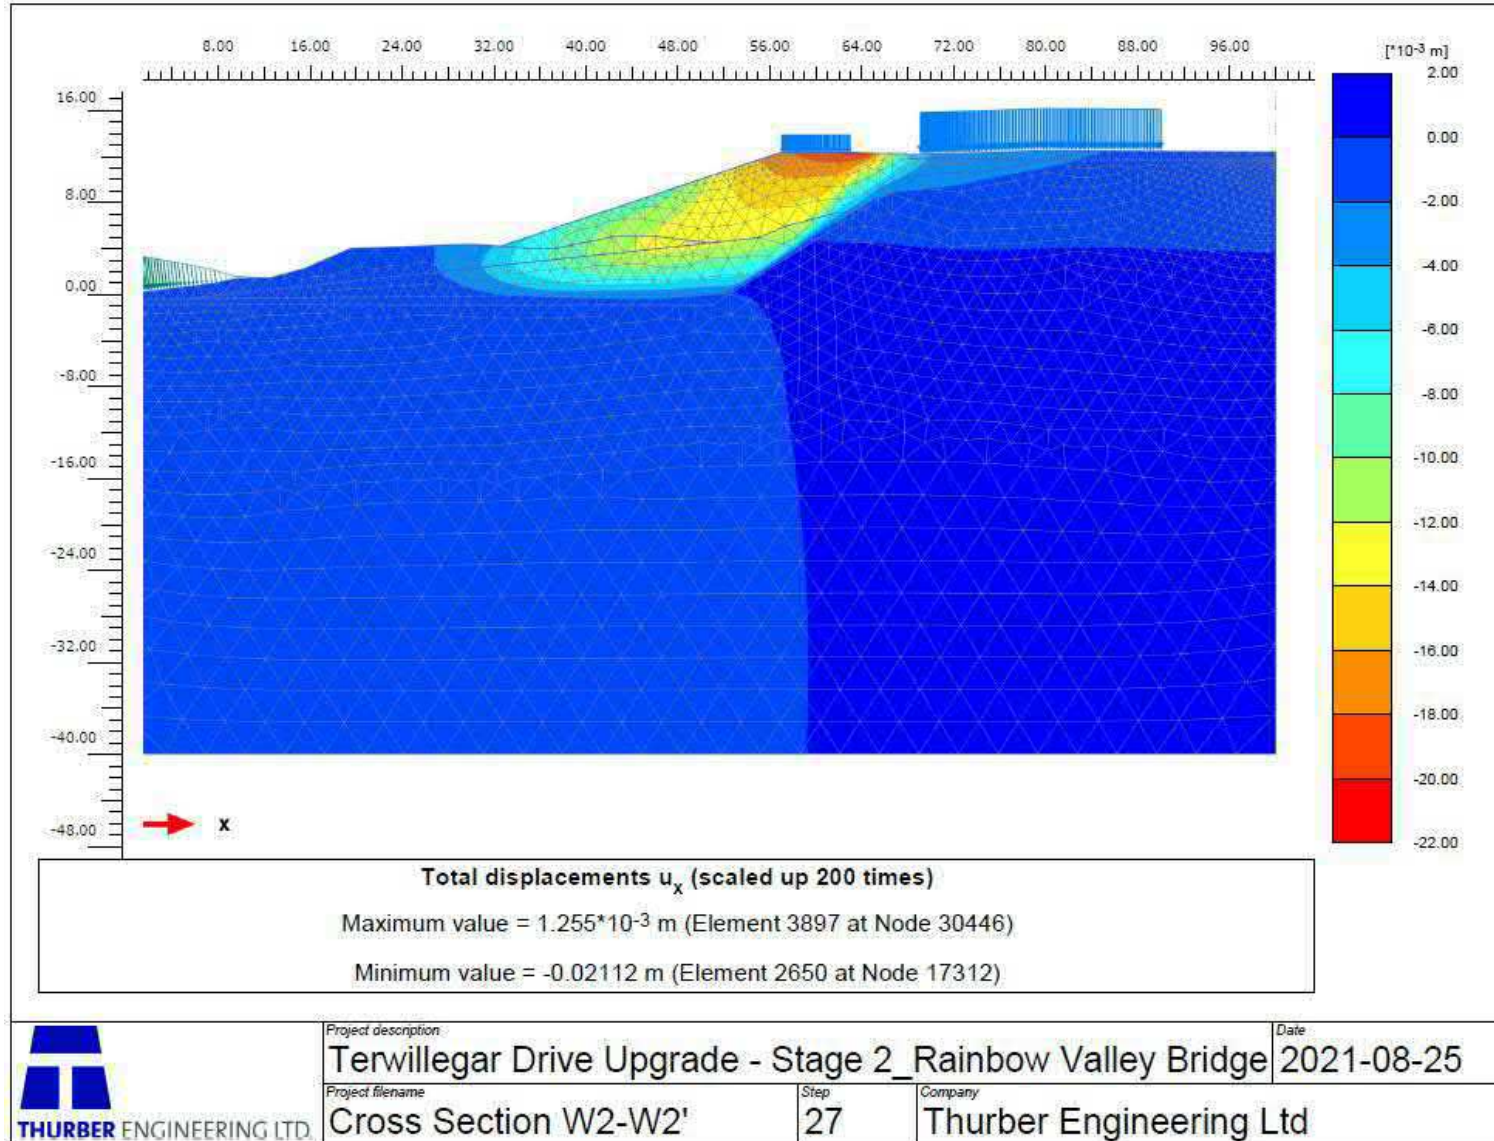 8.00 16.00 24.00 32.00 40.00 48.00 56.00 64.00 72.00 80.00 88.00 96.00
[*10-3 m]
16.00
8.00
0.00
-8.00
-16.00
-24.00
-32.00
-40.00
-48.00
2.00
0.00
-2.00
-4.00
-6.00
-8.00
-10.00
-12.00
-14.00
-16.00
-18.00
-20.00
-22.00
x
Total displacements ux (scaled up 200 times)
Maximum value = 1.255*10-3 m (Element 3897 at Node 30446)
Minimum value = -0.02112 m (Element 2650 at Node 17312)
THURBER ENGINEERING LTD.
Project description
Terwillegar Drive Upgrade - Stage 2_Rainbow Valley Bridge
Date
2021-08-25
Project filename
Cross Section W2-W2'
Step
27
Company
Thurber Engineering Ltd